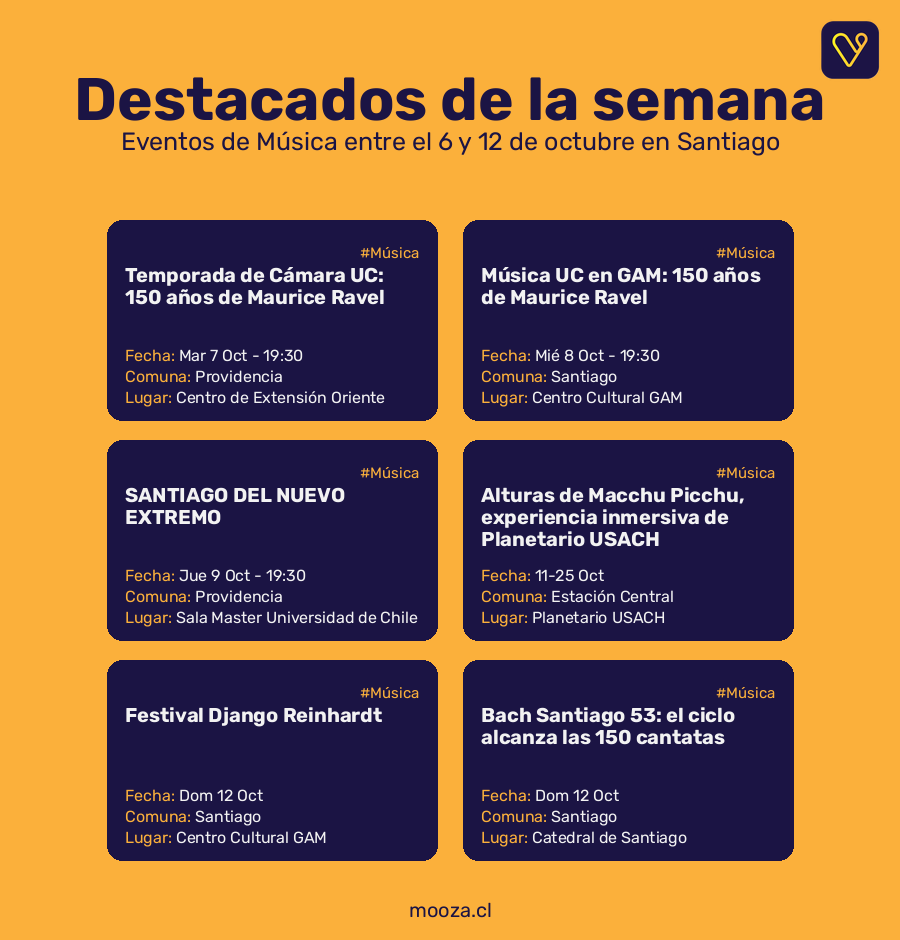 Destacados de la semana
Eventos de Música entre el 6 y 12 de octubre en Santiago
#Música
Temporada de Cámara UC:
150 años de Maurice Ravel
Fecha: Mar 7 Oct - 19:30
Comuna: Providencia
Lugar: Centro de Extensión Oriente
#Música
Música UC en GAM: 150 años
de Maurice Ravel
Fecha: Mié 8 Oct - 19:30
Comuna: Santiago
Lugar: Centro Cultural GAM
#Música
SANTIAGO DEL NUEVO
EXTREMO
Fecha: Jue 9 Oct - 19:30
Comuna: Providencia
Lugar: Sala Master Universidad de Chile
#Música
Alturas de Macchu Picchu,
experiencia inmersiva de
Planetario USACH
Fecha: 11-25 Oct
Comuna: Estación Central
Lugar: Planetario USACH
#Música
Festival Django Reinhardt
Fecha: Dom 12 Oct
Comuna: Santiago
Lugar: Centro Cultural GAM
#Música
Bach Santiago 53: el ciclo
alcanza las 150 cantatas
Fecha: Dom 12 Oct
Comuna: Santiago
Lugar: Catedral de Santiago
mooza.cl